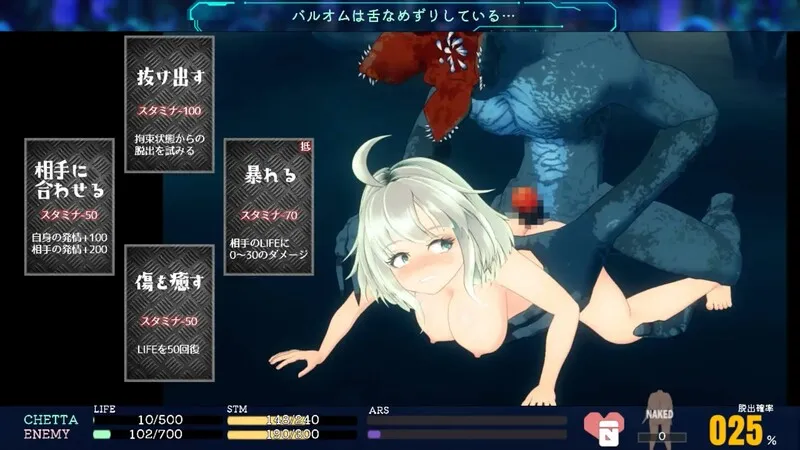 バルオムは舌なめずりしている…
抜け出す
スタミナ-100
拘束状態からの
脱出を試みる
相手に
合わせる
スタミナ-50
自身の発情+100
相手の発情+200
抵
暴れる
スタミナ-70
相手のLIFEに
0～30のダメージ
傷を癒す
スタミナ-50
LIFEを50回復
LIFE
STM
ARS
CHETTA
10/500
ENEMY
102/700
NAKED
0
脱出確率
025%